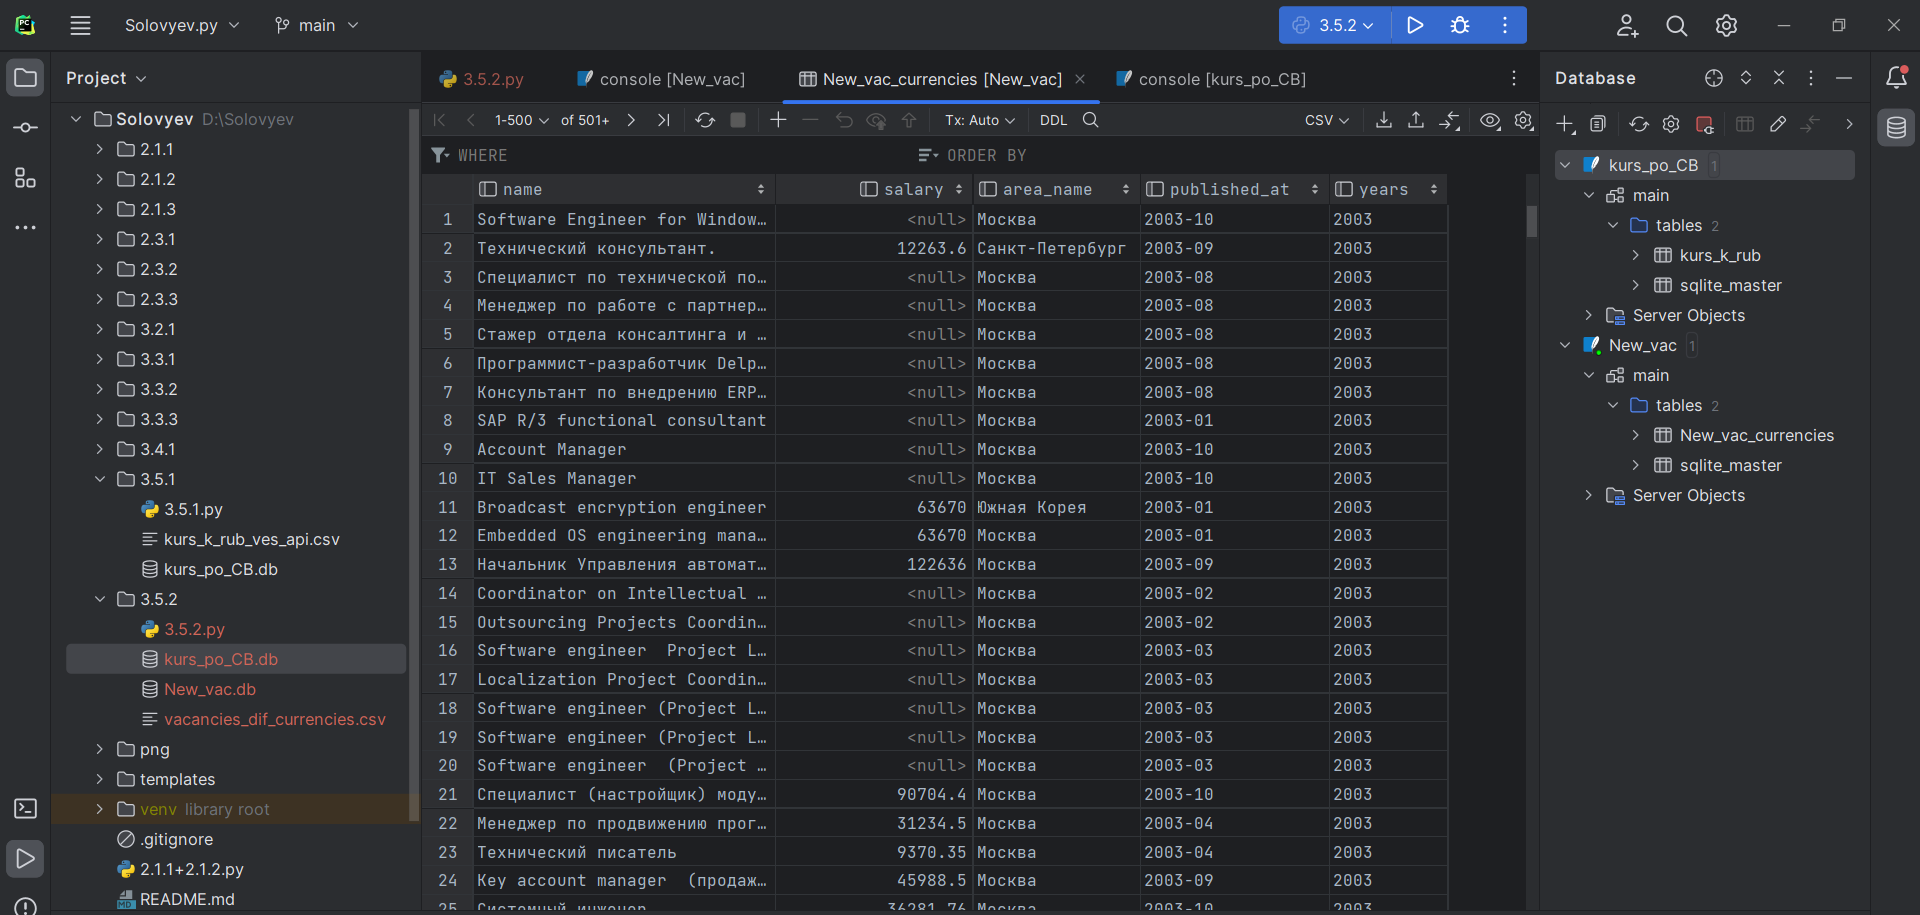 Solovyev.py main 3.5.2
Project
Solovyev D:\Solovyev
2.1.1
2.1.2
2.1.3
2.3.1
2.3.2
2.3.3
3.2.1
3.3.1
3.3.2
3.3.3
3.4.1
3.5.1
3.5.1.py
kurs_k_rub_ves_api.csv
kurs_po_CB.db
3.5.2
3.5.2.py
kurs_po_CB.db
New_vac.db
vacancies_dif_currencies.csv
png
templates
venv library root
.gitignore
2.1.1+2.1.2.py
README.md
3.5.2.py console [New_vac] New_vac_currencies [New_vac] console [kurs_po_CB]
1-500 of 501+ Tx: Auto DDL CSV
WHERE ORDER BY
name salary area_name published_at years
1 Software Engineer for Window… <null> Москва 2003-10 2003
2 Технический консультант. 12263.6 Санкт-Петербург 2003-09 2003
3 Специалист по технической по… <null> Москва 2003-08 2003
4 Менеджер по работе с партнер… <null> Москва 2003-08 2003
5 Стажер отдела консалтинга и … <null> Москва 2003-08 2003
6 Программист-разработчик Delp… <null> Москва 2003-08 2003
7 Консультант по внедрению ERP… <null> Москва 2003-08 2003
8 SAP R/3 functional consultant <null> Москва 2003-01 2003
9 Account Manager <null> Москва 2003-10 2003
10 IT Sales Manager <null> Москва 2003-10 2003
11 Broadcast encryption engineer 63670 Южная Корея 2003-01 2003
12 Embedded OS engineering mana… 63670 Москва 2003-01 2003
13 Начальник Управления автомат… 122636 Москва 2003-09 2003
14 Coordinator on Intellectual … <null> Москва 2003-02 2003
15 Outsourcing Projects Coordin… <null> Москва 2003-02 2003
16 Software engineer  Project L… <null> Москва 2003-03 2003
17 Localization Project Coordin… <null> Москва 2003-03 2003
18 Software engineer (Project L… <null> Москва 2003-03 2003
19 Software engineer (Project L… <null> Москва 2003-03 2003
20 Software engineer  (Project … <null> Москва 2003-03 2003
21 Специалист (настройщик) моду… 90704.4 Москва 2003-10 2003
22 Менеджер по продвижению прог… 31234.5 Москва 2003-04 2003
23 Технический писатель 9370.35 Москва 2003-04 2003
24 Key account manager  (продаж… 45988.5 Москва 2003-09 2003
25 Системный инженер 36281.76 Москва 2003-10 2003
Database
kurs_po_CB 1
main
tables 2
kurs_k_rub
sqlite_master
Server Objects
New_vac 1
main
tables 2
New_vac_currencies
sqlite_master
Server Objects